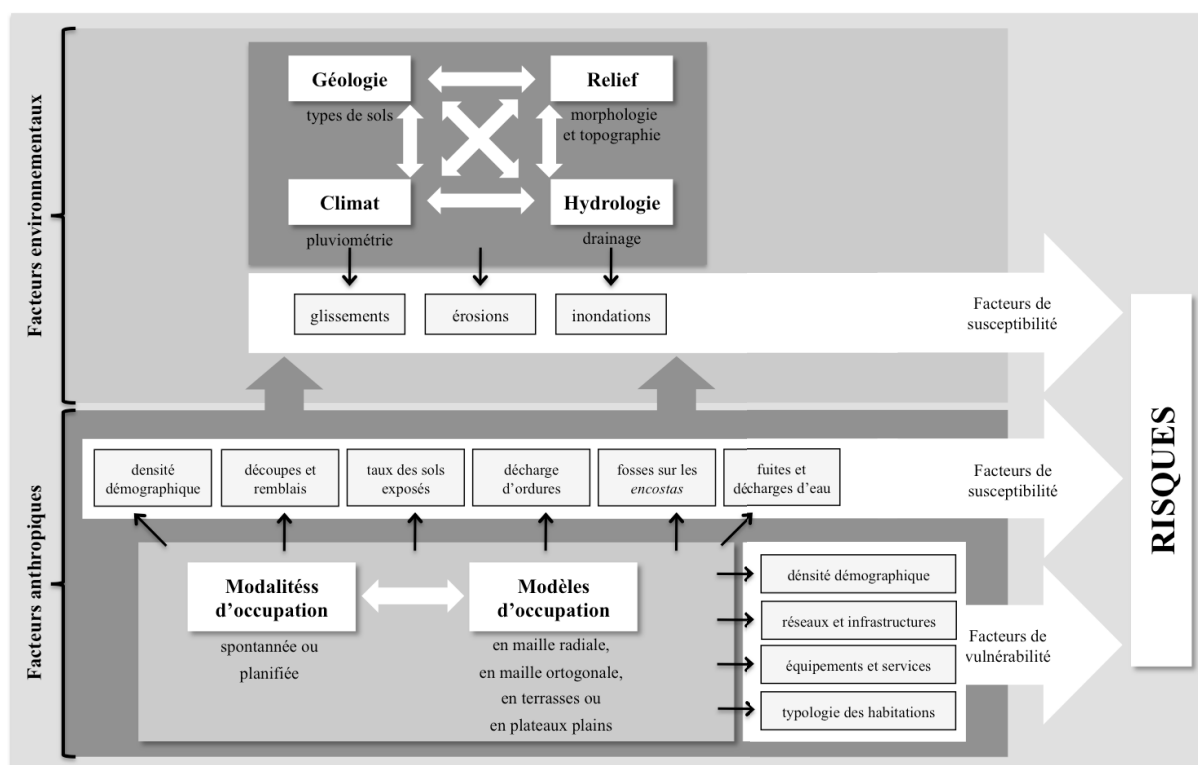 Facteurs environnementaux
Géologie
types de sols
Relief
morphologie
et topographie
Climat
pluviométrie
Hydrologie
drainage
glissements
érosions
inondations
Facteurs de
susceptibilité
RISQUES
Facteurs anthropiques
densité
démographique
découpes et
remblais
taux des sols
exposés
décharge
d'ordures
fosses sur les
encostas
fuites et
décharges d'eau
Facteurs de
susceptibilité
Modalitéss
d'occupation
spontannée ou
planifiée
Modèles
d'occupation
en maille radiale,
en maille ortogonale,
en terrasses ou
en plateaux plains
dénsité démographique
réseaux et infrastructures
équipements et services
typologie des habitations
Facteurs de
vulnérabilité